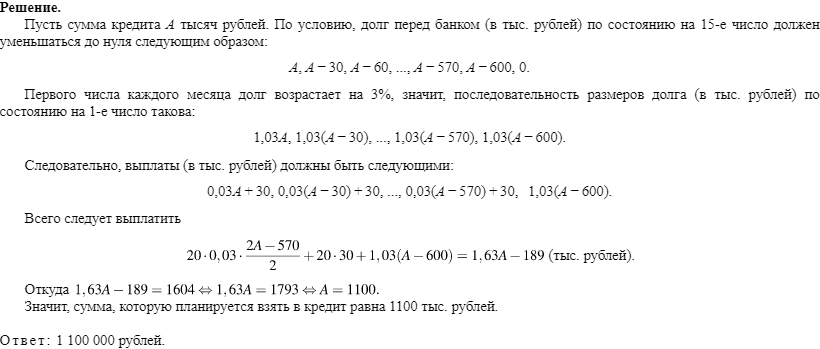 Решение.
Пусть сумма кредита A тысяч рублей. По условию, долг перед банком (в тыс. рублей) по состоянию на 15-е число должен
уменьшаться до нуля следующим образом:
A, A − 30, A − 60, ..., A − 570, A − 600, 0.
Первого числа каждого месяца долг возрастает на 3%, значит, последовательность размеров долга (в тыс. рублей) по
состоянию на 1-е число такова:
1,03A, 1,03(A − 30), ..., 1,03(A − 570), 1,03(A − 600).
Следовательно, выплаты (в тыс. рублей) должны быть следующими:
0,03A + 30, 0,03(A − 30) + 30, ..., 0,03(A − 570) + 30, 1,03(A − 600).
Всего следует выплатить
20 · 0,03 · \frac{2A − 570}{2} + 20 · 30 + 1,03(A − 600) = 1,63A − 189 (тыс. рублей).
Откуда 1,63A − 189 = 1604 ⇔ 1,63A = 1793 ⇔ A = 1100.
Значит, сумма, которую планируется взять в кредит равна 1100 тыс. рублей.
Ответ: 1 100 000 рублей.